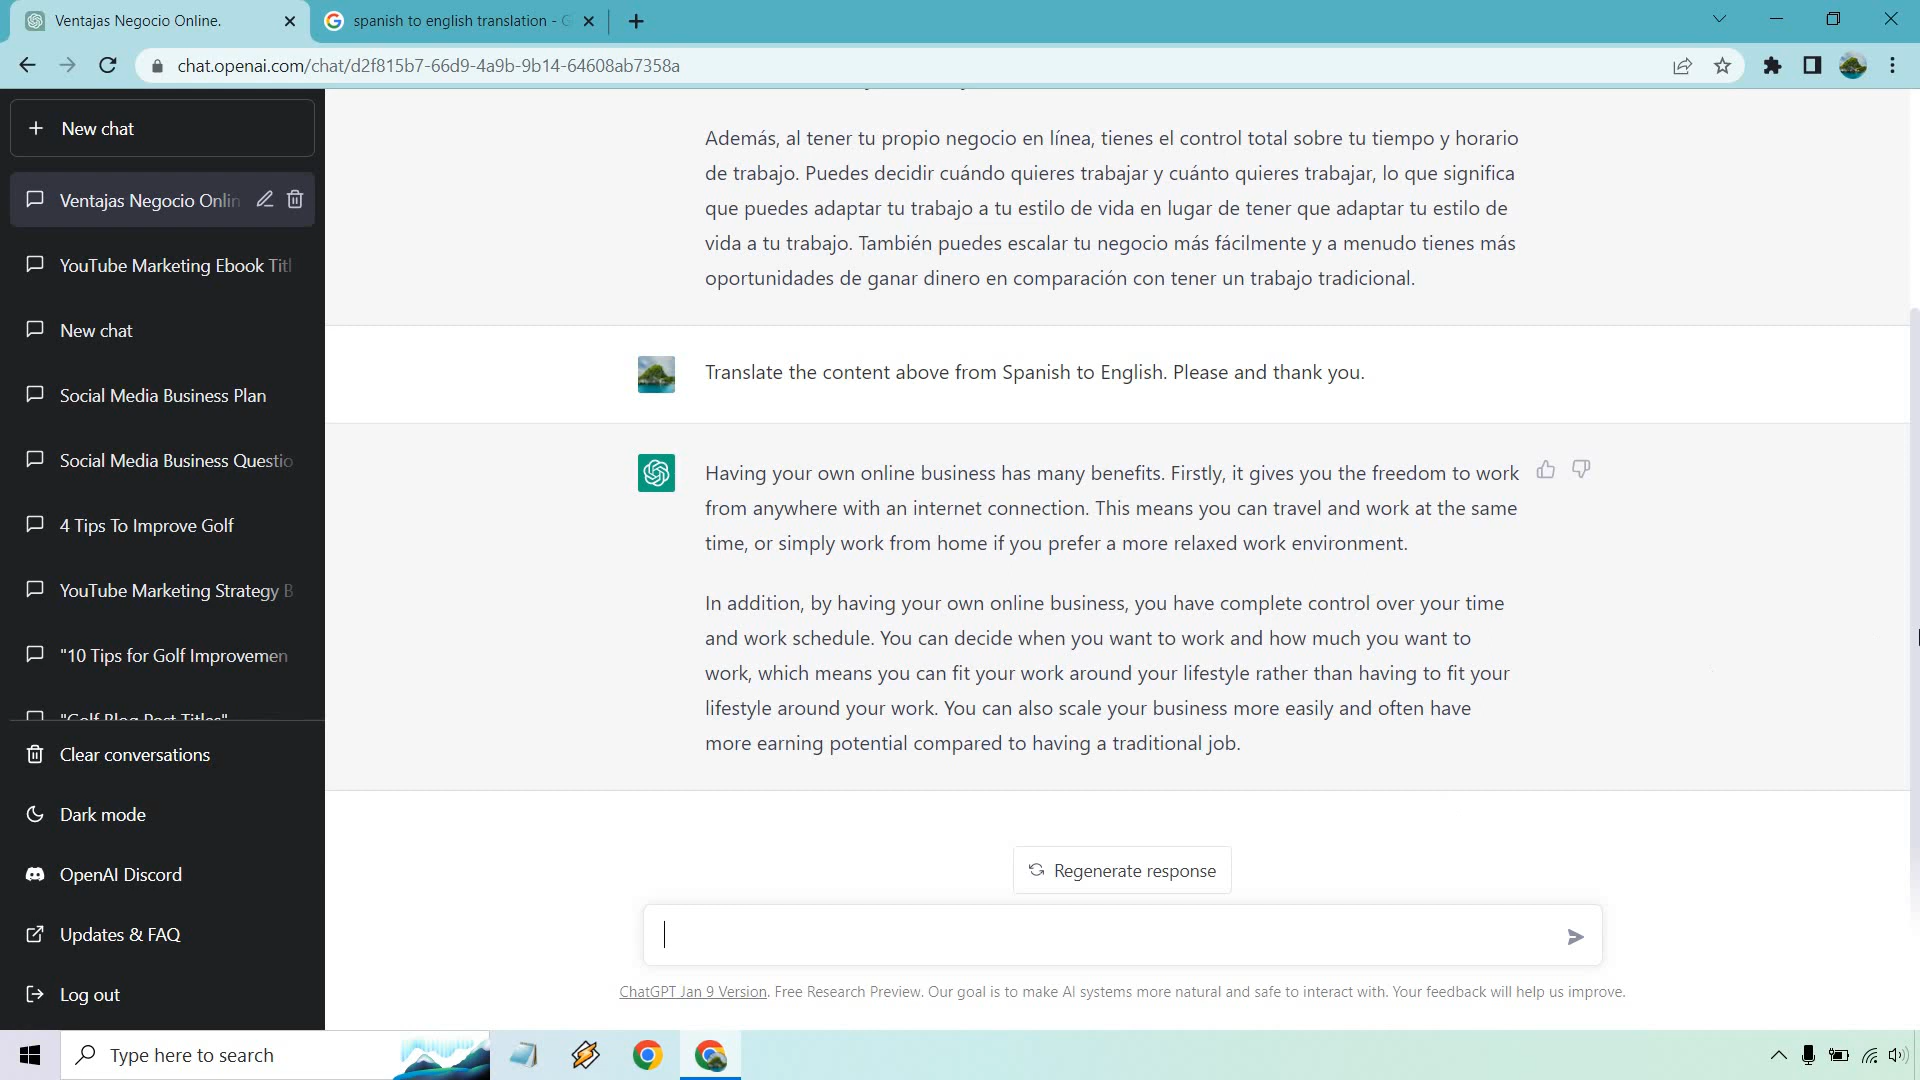 Ventajas Negocio Online.
spanish to english translation - G
chat.openai.com/chat/d2f815b7-66d9-4a9b-9b14-64608ab7358a
New chat
Ventajas Negocio Onlin
YouTube Marketing Ebook Titl
New chat
Social Media Business Plan
Social Media Business Questio
4 Tips To Improve Golf
YouTube Marketing Strategy B
"10 Tips for Golf Improvemen
"Golf Blog Post Titles"
Clear conversations
Dark mode
OpenAI Discord
Updates & FAQ
Log out
Además, al tener tu propio negocio en línea, tienes el control total sobre tu tiempo y horario
de trabajo. Puedes decidir cuándo quieres trabajar y cuánto quieres trabajar, lo que significa
que puedes adaptar tu trabajo a tu estilo de vida en lugar de tener que adaptar tu estilo de
vida a tu trabajo. También puedes escalar tu negocio más fácilmente y a menudo tienes más
oportunidades de ganar dinero en comparación con tener un trabajo tradicional.
Translate the content above from Spanish to English. Please and thank you.
Having your own online business has many benefits. Firstly, it gives you the freedom to work
from anywhere with an internet connection. This means you can travel and work at the same
time, or simply work from home if you prefer a more relaxed work environment.
In addition, by having your own online business, you have complete control over your time
and work schedule. You can decide when you want to work and how much you want to
work, which means you can fit your work around your lifestyle rather than having to fit your
lifestyle around your work. You can also scale your business more easily and often have
more earning potential compared to having a traditional job.
Regenerate response
ChatGPT Jan 9 Version. Free Research Preview. Our goal is to make AI systems more natural and safe to interact with. Your feedback will help us improve.
Type here to search